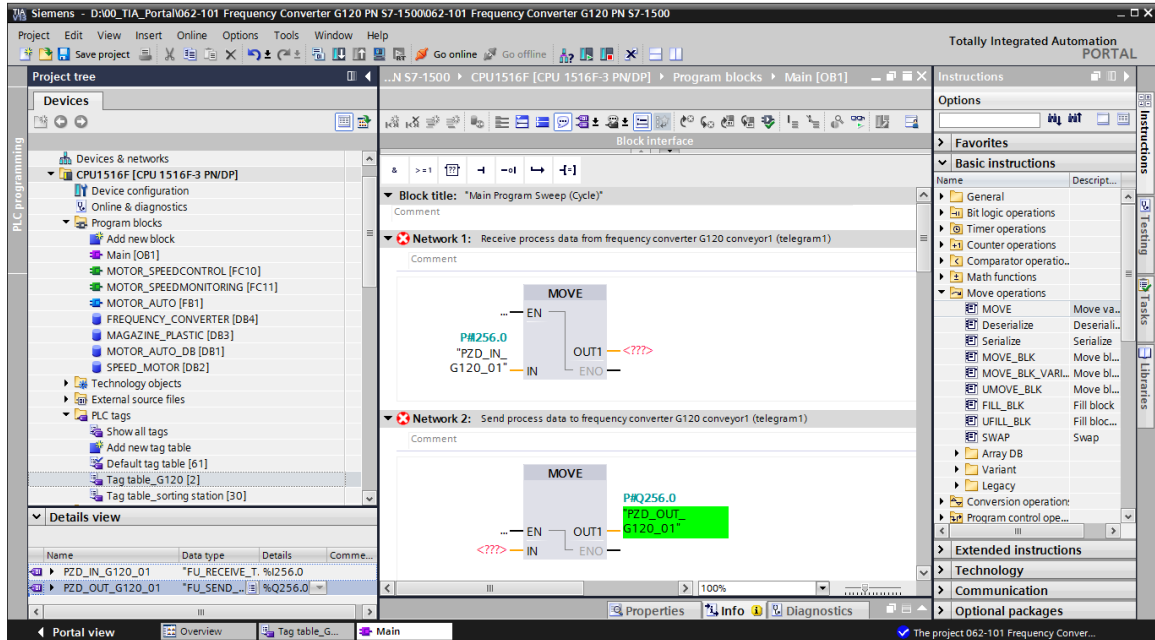 Siemens - D:\00_TIA_Portal\062-101 Frequency Converter G120 PN S7-1500\062-101 Frequency Converter G120 PN S7-1500
Project Edit View Insert Online Options Tools Window Help
Totally Integrated Automation
PORTAL
Save project
Go online
Go offline
Project tree
...N S7-1500 CPU1516F [CPU 1516F-3 PN/DP] Program blocks Main [OB1]
Instructions
Devices
Options
PLC programming
Block interface
Devices & networks
CPU1516F [CPU 1516F-3 PN/DP]
Device configuration
Online & diagnostics
Program blocks
Add new block
Main [OB1]
MOTOR_SPEEDCONTROL [FC10]
MOTOR_SPEEDMONITORING [FC11]
MOTOR_AUTO [FB1]
FREQUENCY_CONVERTER [DB4]
MAGAZINE_PLASTIC [DB3]
MOTOR_AUTO_DB [DB1]
SPEED_MOTOR [DB2]
Technology objects
External source files
PLC tags
Show all tags
Add new tag table
Default tag table [61]
Tag table_G120 [2]
Tag table_sorting station [30]
Details view
Name Data type Details Comme...
PZD_IN_G120_01 "FU_RECEIVE_T. %I256.0
PZD_OUT_G120_01 "FU_SEND_.. %Q256.0
& >=1 ?? -| -o| -[=]
Block title: "Main Program Sweep (Cycle)"
Comment
Network 1: Receive process data from frequency converter G120 conveyor1 (telegram1)
Comment
MOVE
... EN
P#I256.0
"PZD_IN_
G120_01" IN
OUT1 <???>
ENO
Network 2: Send process data to frequency converter G120 conveyor1 (telegram1)
Comment
MOVE
P#Q256.0
"PZD_OUT_
G120_01"
... EN OUT1
<???> IN ENO
100%
Properties Info Diagnostics
Favorites
Basic instructions
Name Descript...
General
Bit logic operations
Timer operations
Counter operations
Comparator operatio..
Math functions
Move operations
MOVE Move va..
Deserialize Deseriali..
Serialize Serialize
MOVE_BLK Move bl...
MOVE_BLK_VARI... Move bl...
UMOVE_BLK Move bl...
FILL_BLK Fill block
UFILL_BLK Fill bloc...
SWAP Swap
Array DB
Variant
Legacy
Conversion operations
Program control ope...
Extended instructions
Technology
Communication
Optional packages
Instructions
Testing
Tasks
Libraries
Portal view
Overview
Tag table_G...
Main
The project 062-101 Frequency Conver...